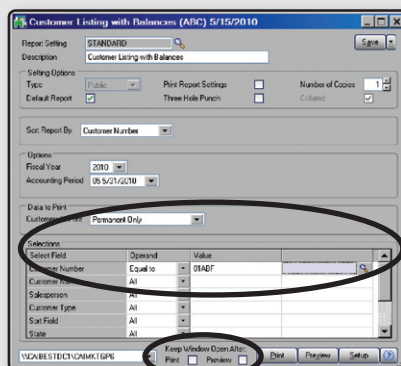 Customer Listing with Balances (ABC) 5/15/2010
Report Setting STANDARD Save
Description Customer Listing with Balances
Setting Options
Type Public Print Report Settings Number of Copies 1
Default Report Three Hole Punch Collated
Sort Report By Customer Number
Options
Fiscal Year 2010
Accounting Period 05 5/31/2010
Data to Print
Permanent Only
Selections
Select Field Operand Value
Customer Number Equal to 01ABF
Customer All
Salesperson All
Customer Type All
Sort Field All
State All
Keep Window Open After:
Print Preview Print Preview Setup